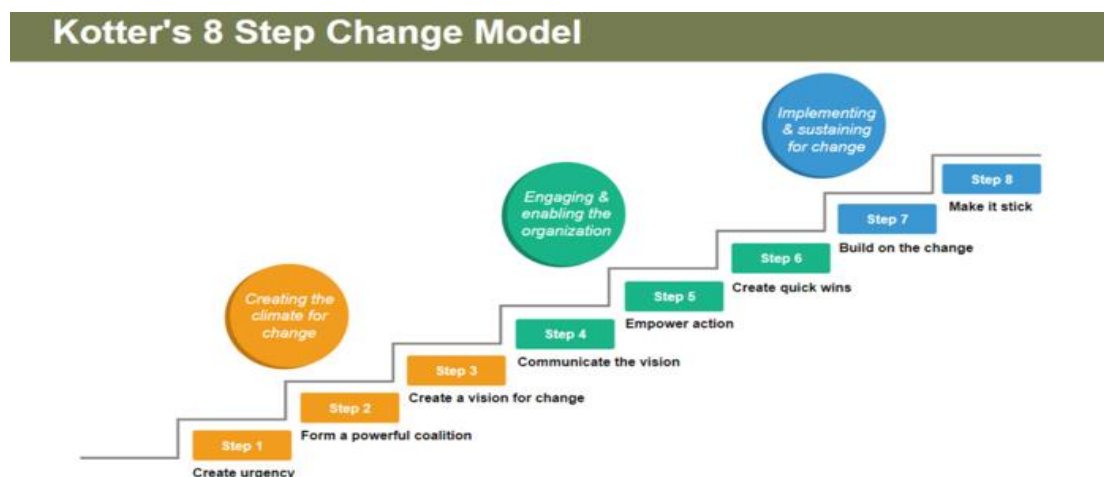 Kotter's 8 Step Change Model
Creating the
climate for
change
Engaging &
enabling the
organization
Implementing
& sustaining
for change
Step 1
Create urgency
Step 2
Form a powerful coalition
Step 3
Create a vision for change
Step 4
Communicate the vision
Step 5
Empower action
Step 6
Create quick wins
Step 7
Build on the change
Step 8
Make it stick